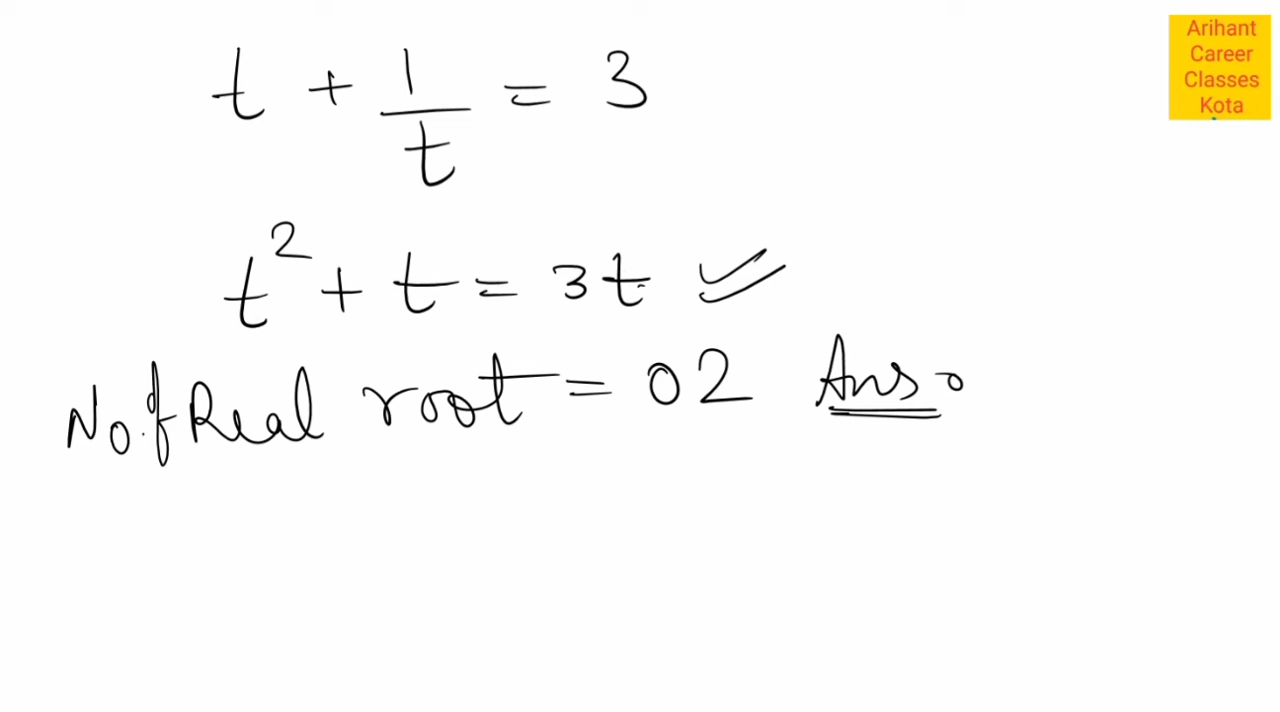 Arihant
Career
Classes
Kota
t + 1/t = 3
t² + t = 3t ✓
No. of Real root = 02 Ans.